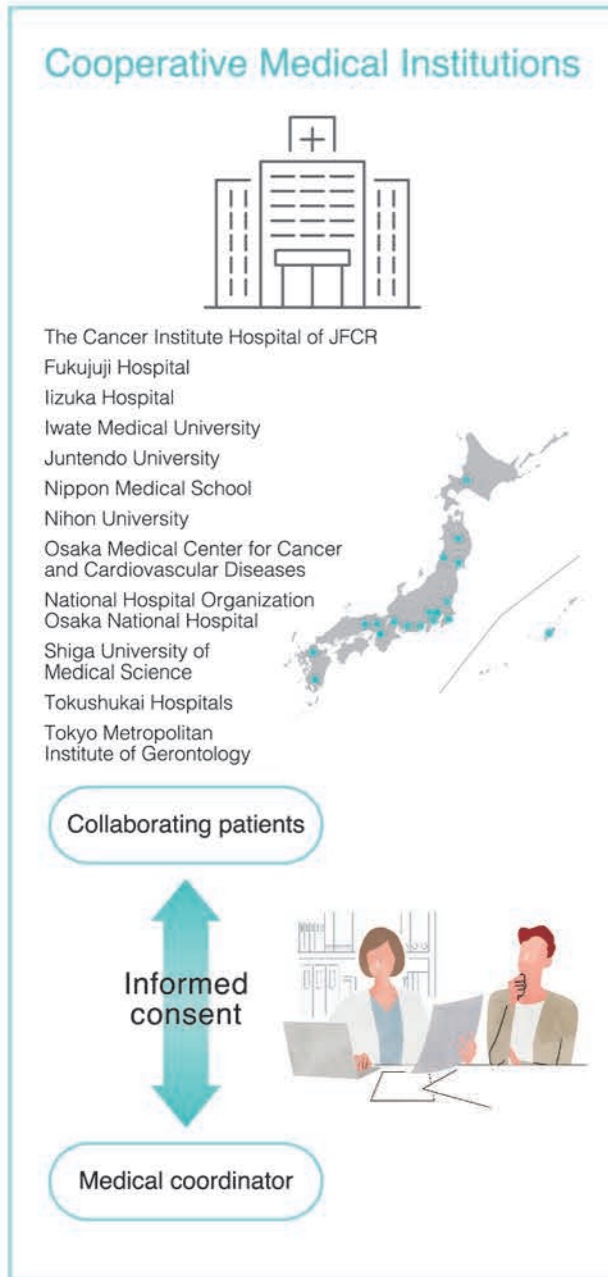 Cooperative Medical Institutions
The Cancer Institute Hospital of JFCR
Fukujuji Hospital
Iizuka Hospital
Iwate Medical University
Juntendo University
Nippon Medical School
Nihon University
Osaka Medical Center for Cancer
and Cardiovascular Diseases
National Hospital Organization
Osaka National Hospital
Shiga University of
Medical Science
Tokushukai Hospitals
Tokyo Metropolitan
Institute of Gerontology
Collaborating patients
Informed
consent
Medical coordinator